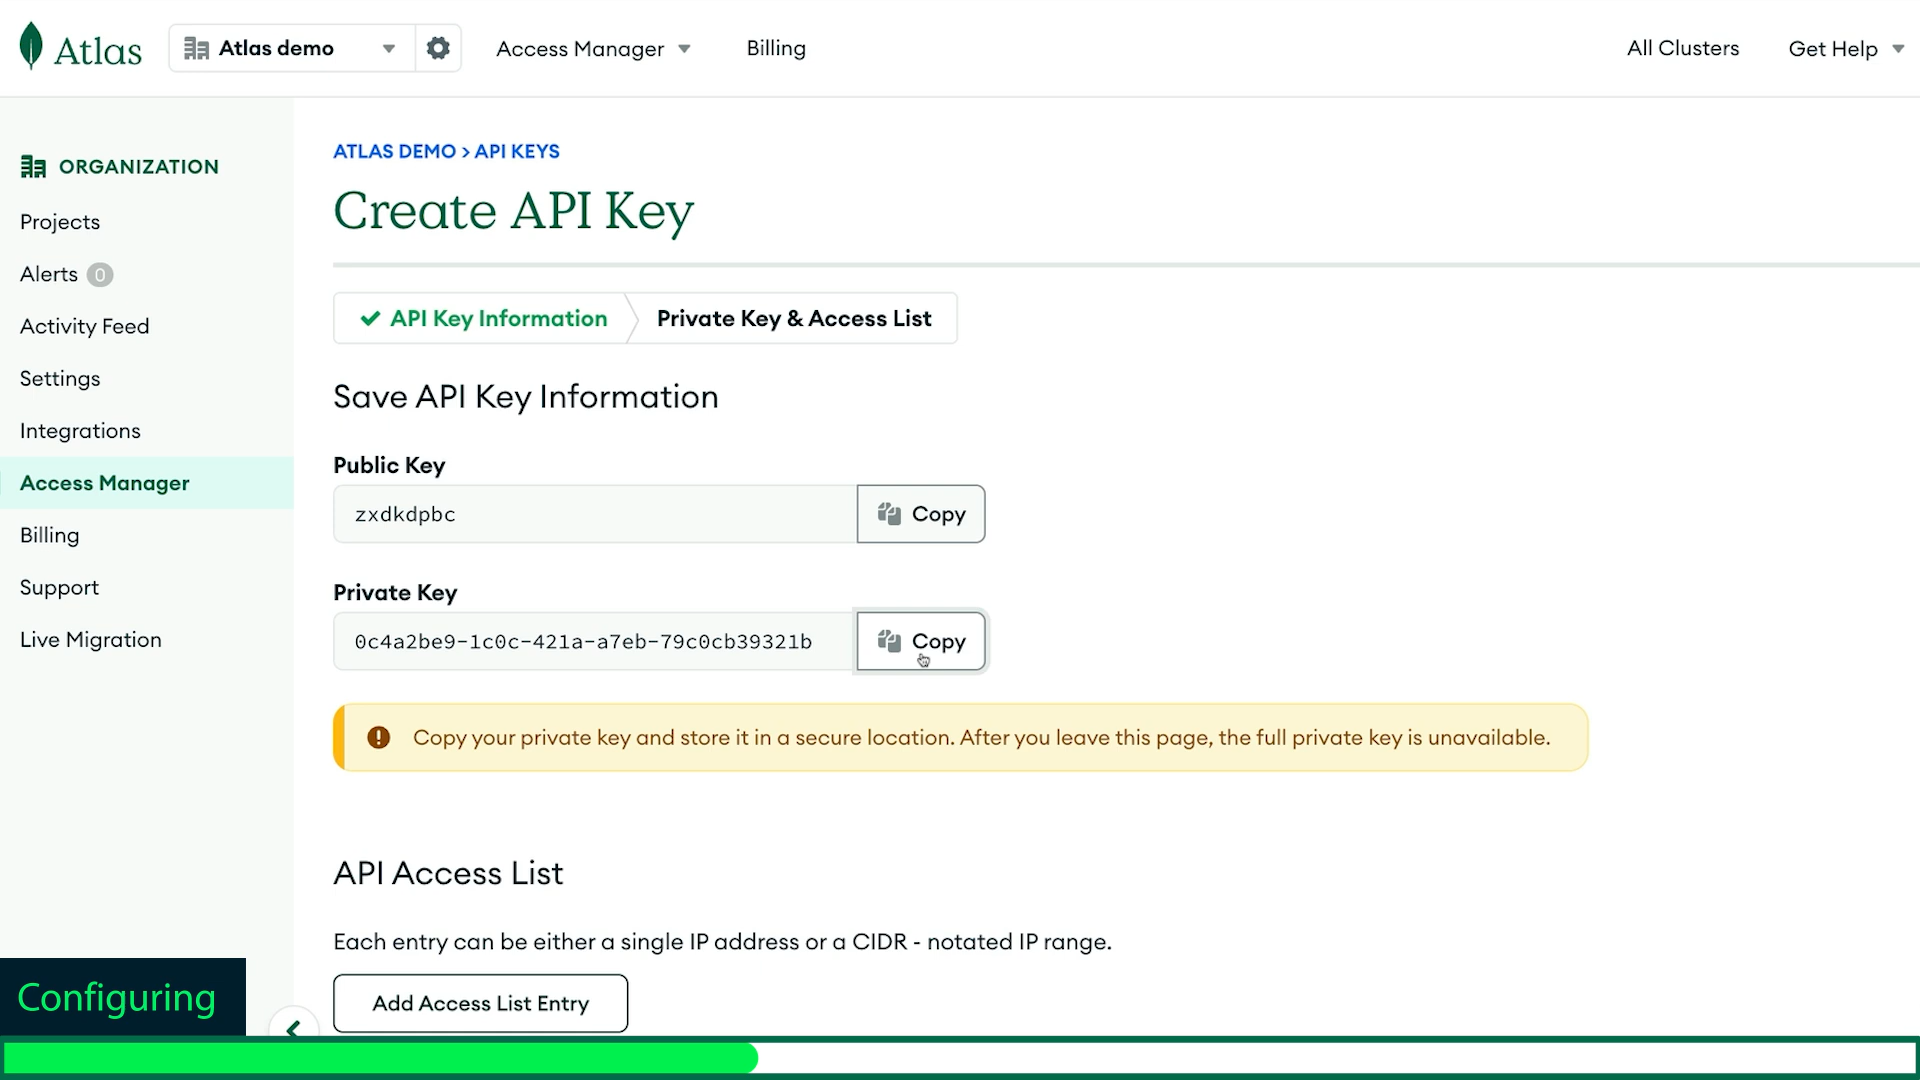 Atlas
Atlas demo
Access Manager
Billing
All Clusters
Get Help
ORGANIZATION
Projects
Alerts 0
Activity Feed
Settings
Integrations
Access Manager
Billing
Support
Live Migration
ATLAS DEMO > API KEYS
Create API Key
API Key Information
Private Key & Access List
Save API Key Information
Public Key
zxdkdpbc
Copy
Private Key
0c4a2be9-1c0c-421a-a7eb-79c0cb39321b
Copy
Copy your private key and store it in a secure location. After you leave this page, the full private key is unavailable.
API Access List
Each entry can be either a single IP address or a CIDR - notated IP range.
Add Access List Entry
Configuring